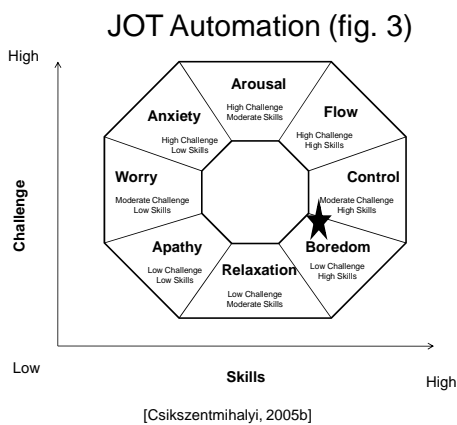 JOT Automation (fig. 3)
High
Arousal
High Challenge
Moderate Skills
Anxiety
High Challenge
Low Skills
Flow
High Challenge
High Skills
Worry
Moderate Challenge
Low Skills
Control
Moderate Challenge
High Skills
Challenge
Apathy
Low Challenge
Low Skills
Relaxation
Low Challenge
Moderate Skills
Boredom
Low Challenge
High Skills
Low
Skills
High
[Csikszentmihalyi, 2005b]